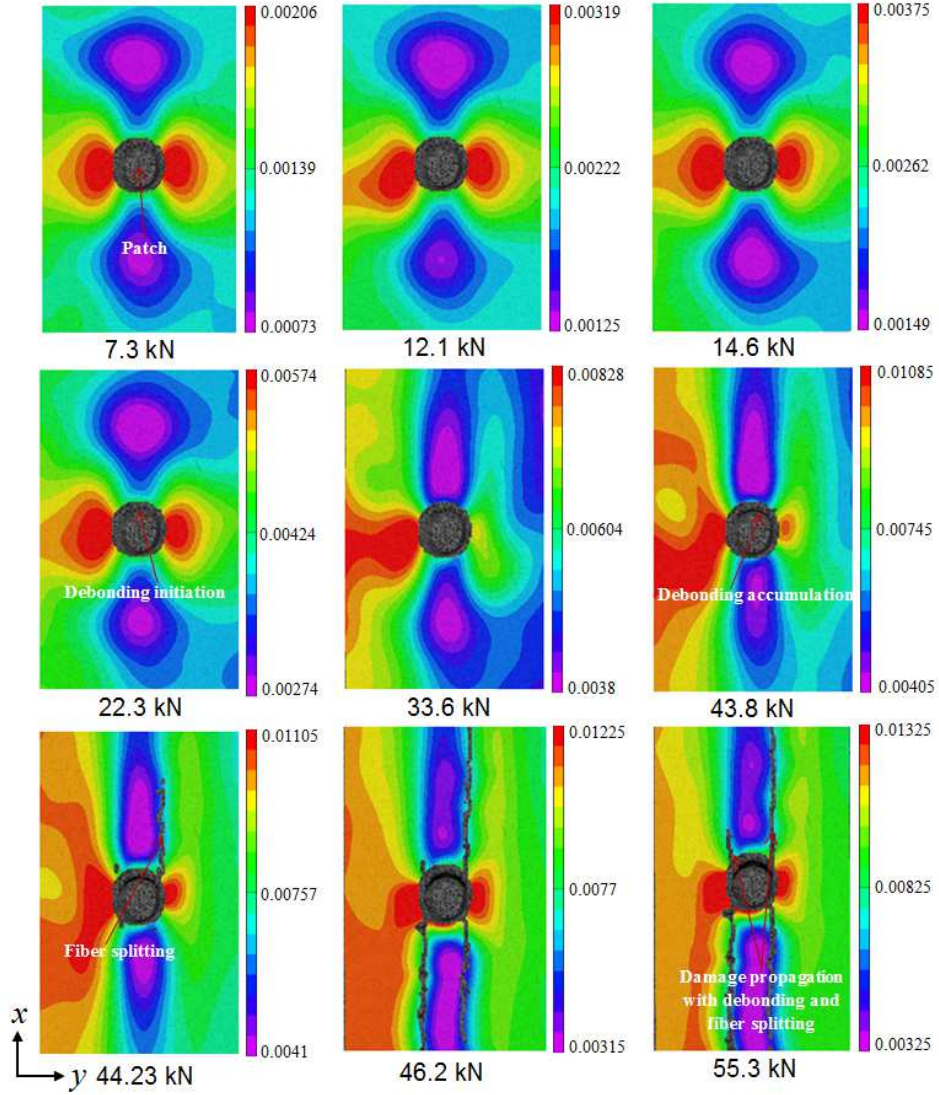 0.00206
0.00139
0.00073
Patch
7.3 kN
0.00319
0.00222
0.00125
12.1 kN
0.00375
0.00262
0.00149
14.6 kN
0.00574
0.00424
0.00274
Debonding initiation
22.3 kN
0.00828
0.00604
0.0038
33.6 kN
0.01085
0.00745
0.00405
Debonding accumulation
43.8 kN
0.01105
0.00757
0.0041
Fiber splitting
44.23 kN
0.01225
0.0077
0.00315
46.2 kN
0.01325
0.00825
0.00325
Damage propagation
with debonding and
fiber splitting
55.3 kN
x
y